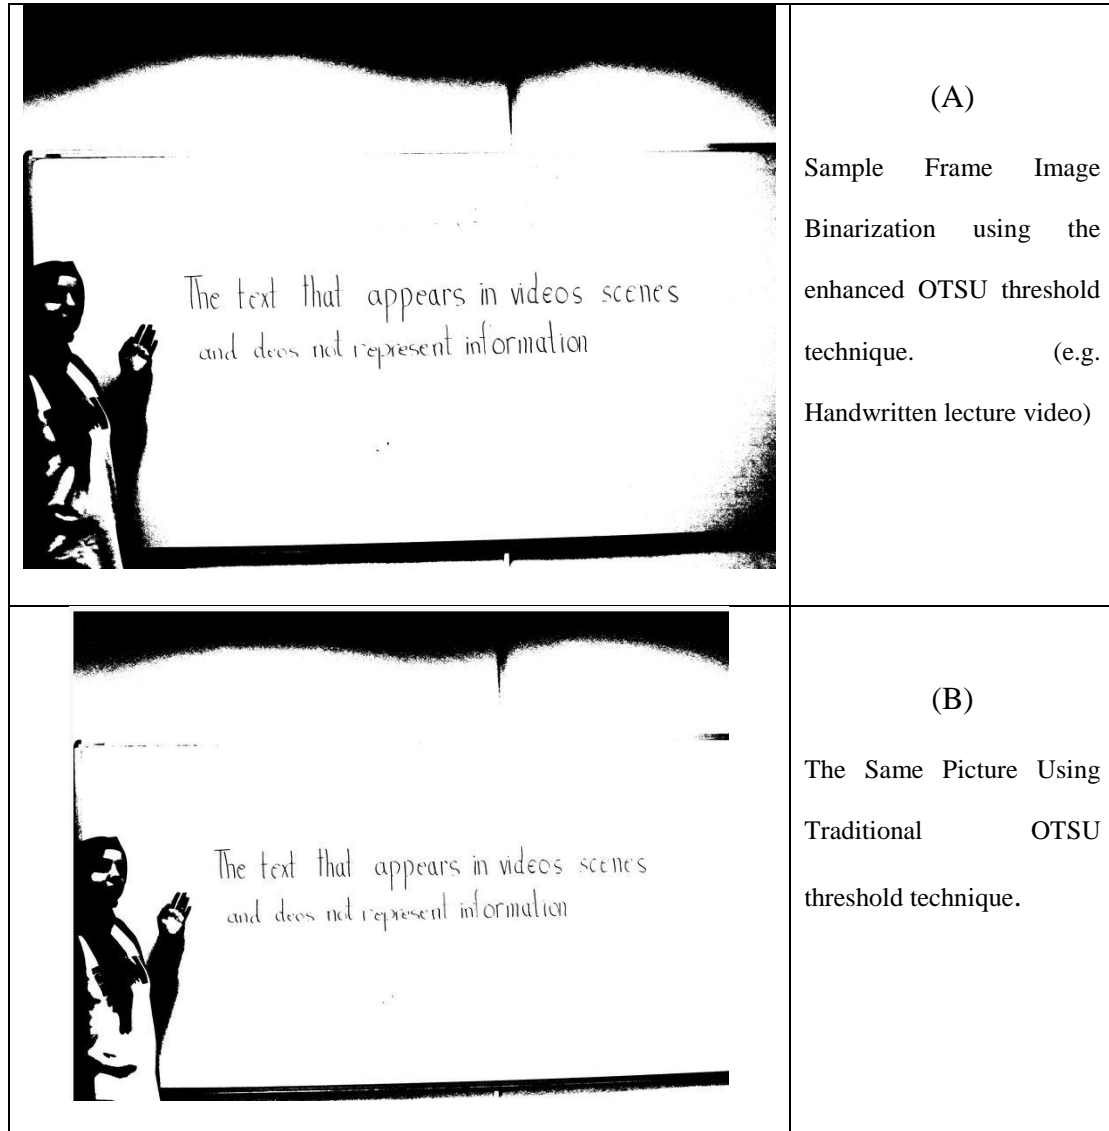 (A)
Sample Frame Image
Binarization using the
enhanced OTSU threshold
technique. (e.g.
Handwritten lecture video)
The text that appears in videos scenes
and deos not represent information
(B)
The Same Picture Using
Traditional OTSU
threshold technique.
The text that appears in videos scenes
and deos not represent information